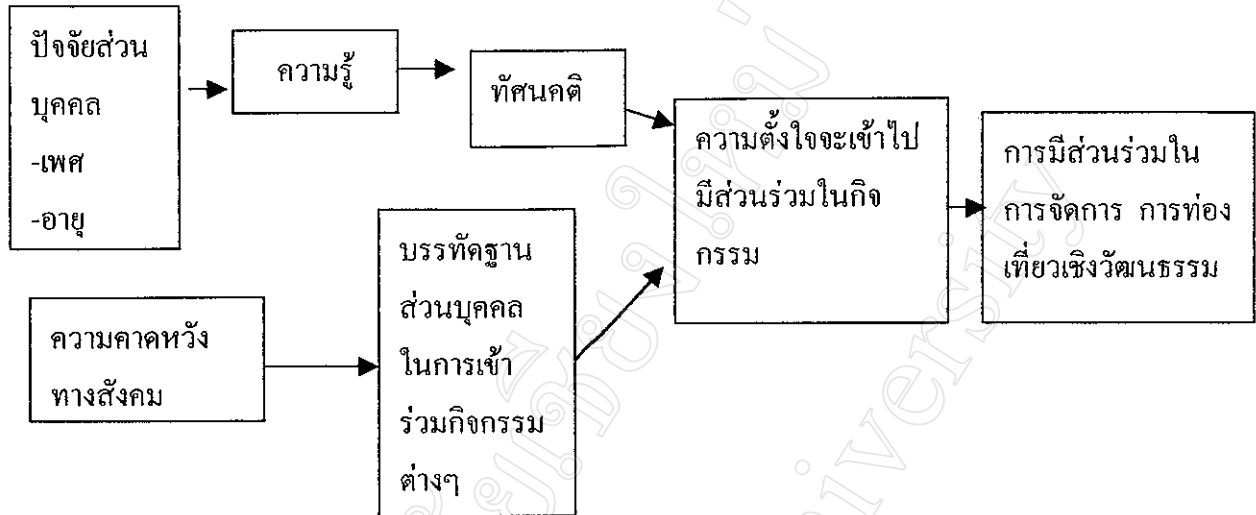 ปัจจัยส่วน
บุคคล
-เพศ
-อายุ
ความรู้
ทัศนคติ
ความตั้งใจจะเข้าไป
มีส่วนร่วมในกิจ
กรรม
การมีส่วนร่วมใน
การจัดการ การท่อง
เที่ยวเชิงวัฒนธรรม
ความคาดหวัง
ทางสังคม
บรรทัดฐาน
ส่วนบุคคล
ในการเข้า
ร่วมกิจกรรม
ต่างๆ
University